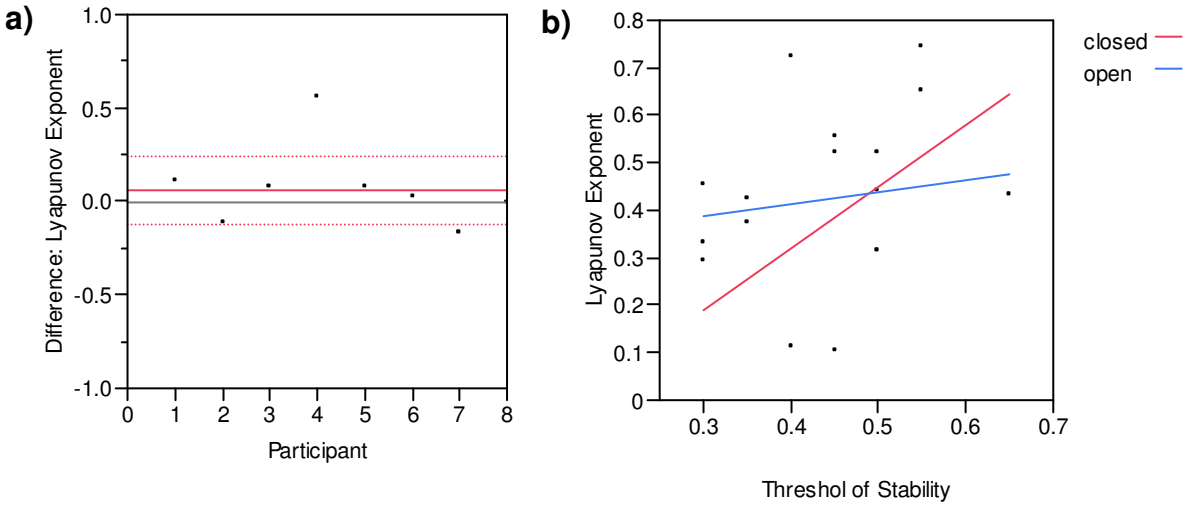 a)
Difference: Lyapunov Exponent
1.0
0.5
0.0
-0.5
-1.0
0 1 2 3 4 5 6 7 8
Participant
b)
Lyapunov Exponent
0.8
0.7
0.6
0.5
0.4
0.3
0.2
0.1
0
0.3 0.4 0.5 0.6 0.7
Threshol of Stability
closed
open